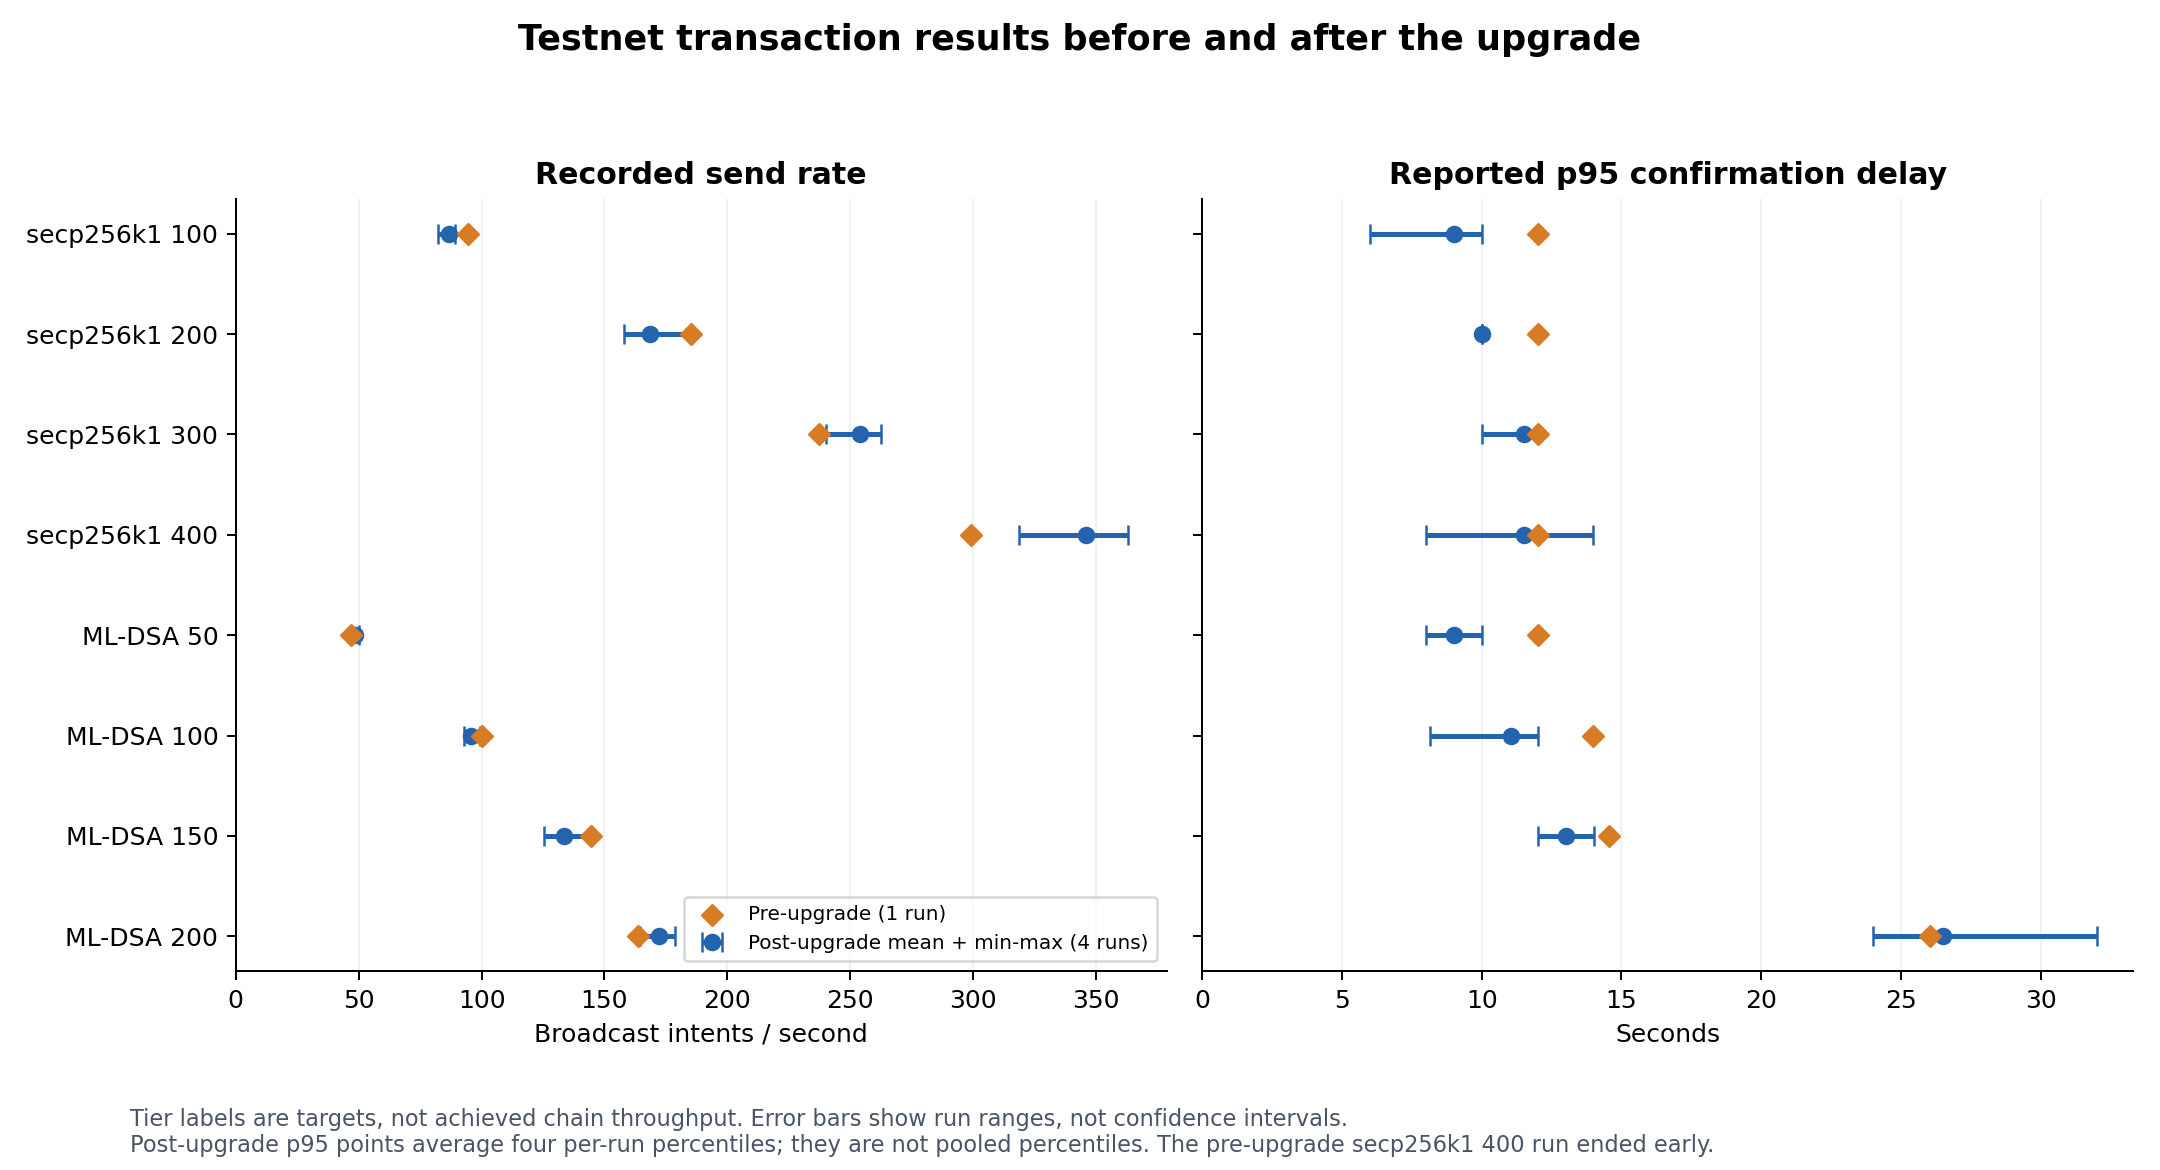 Testnet transaction results before and after the upgrade
Recorded send rate
secp256k1 100
secp256k1 200
secp256k1 300
secp256k1 400
ML-DSA 50
ML-DSA 100
ML-DSA 150
ML-DSA 200
Pre-upgrade (1 run)
Post-upgrade mean + min-max (4 runs)
0 50 100 150 200 250 300 350
Broadcast intents / second
Reported p95 confirmation delay
0 5 10 15 20 25 30
Seconds
Tier labels are targets, not achieved chain throughput. Error bars show run ranges, not confidence intervals.
Post-upgrade p95 points average four per-run percentiles; they are not pooled percentiles. The pre-upgrade secp256k1 400 run ended early.